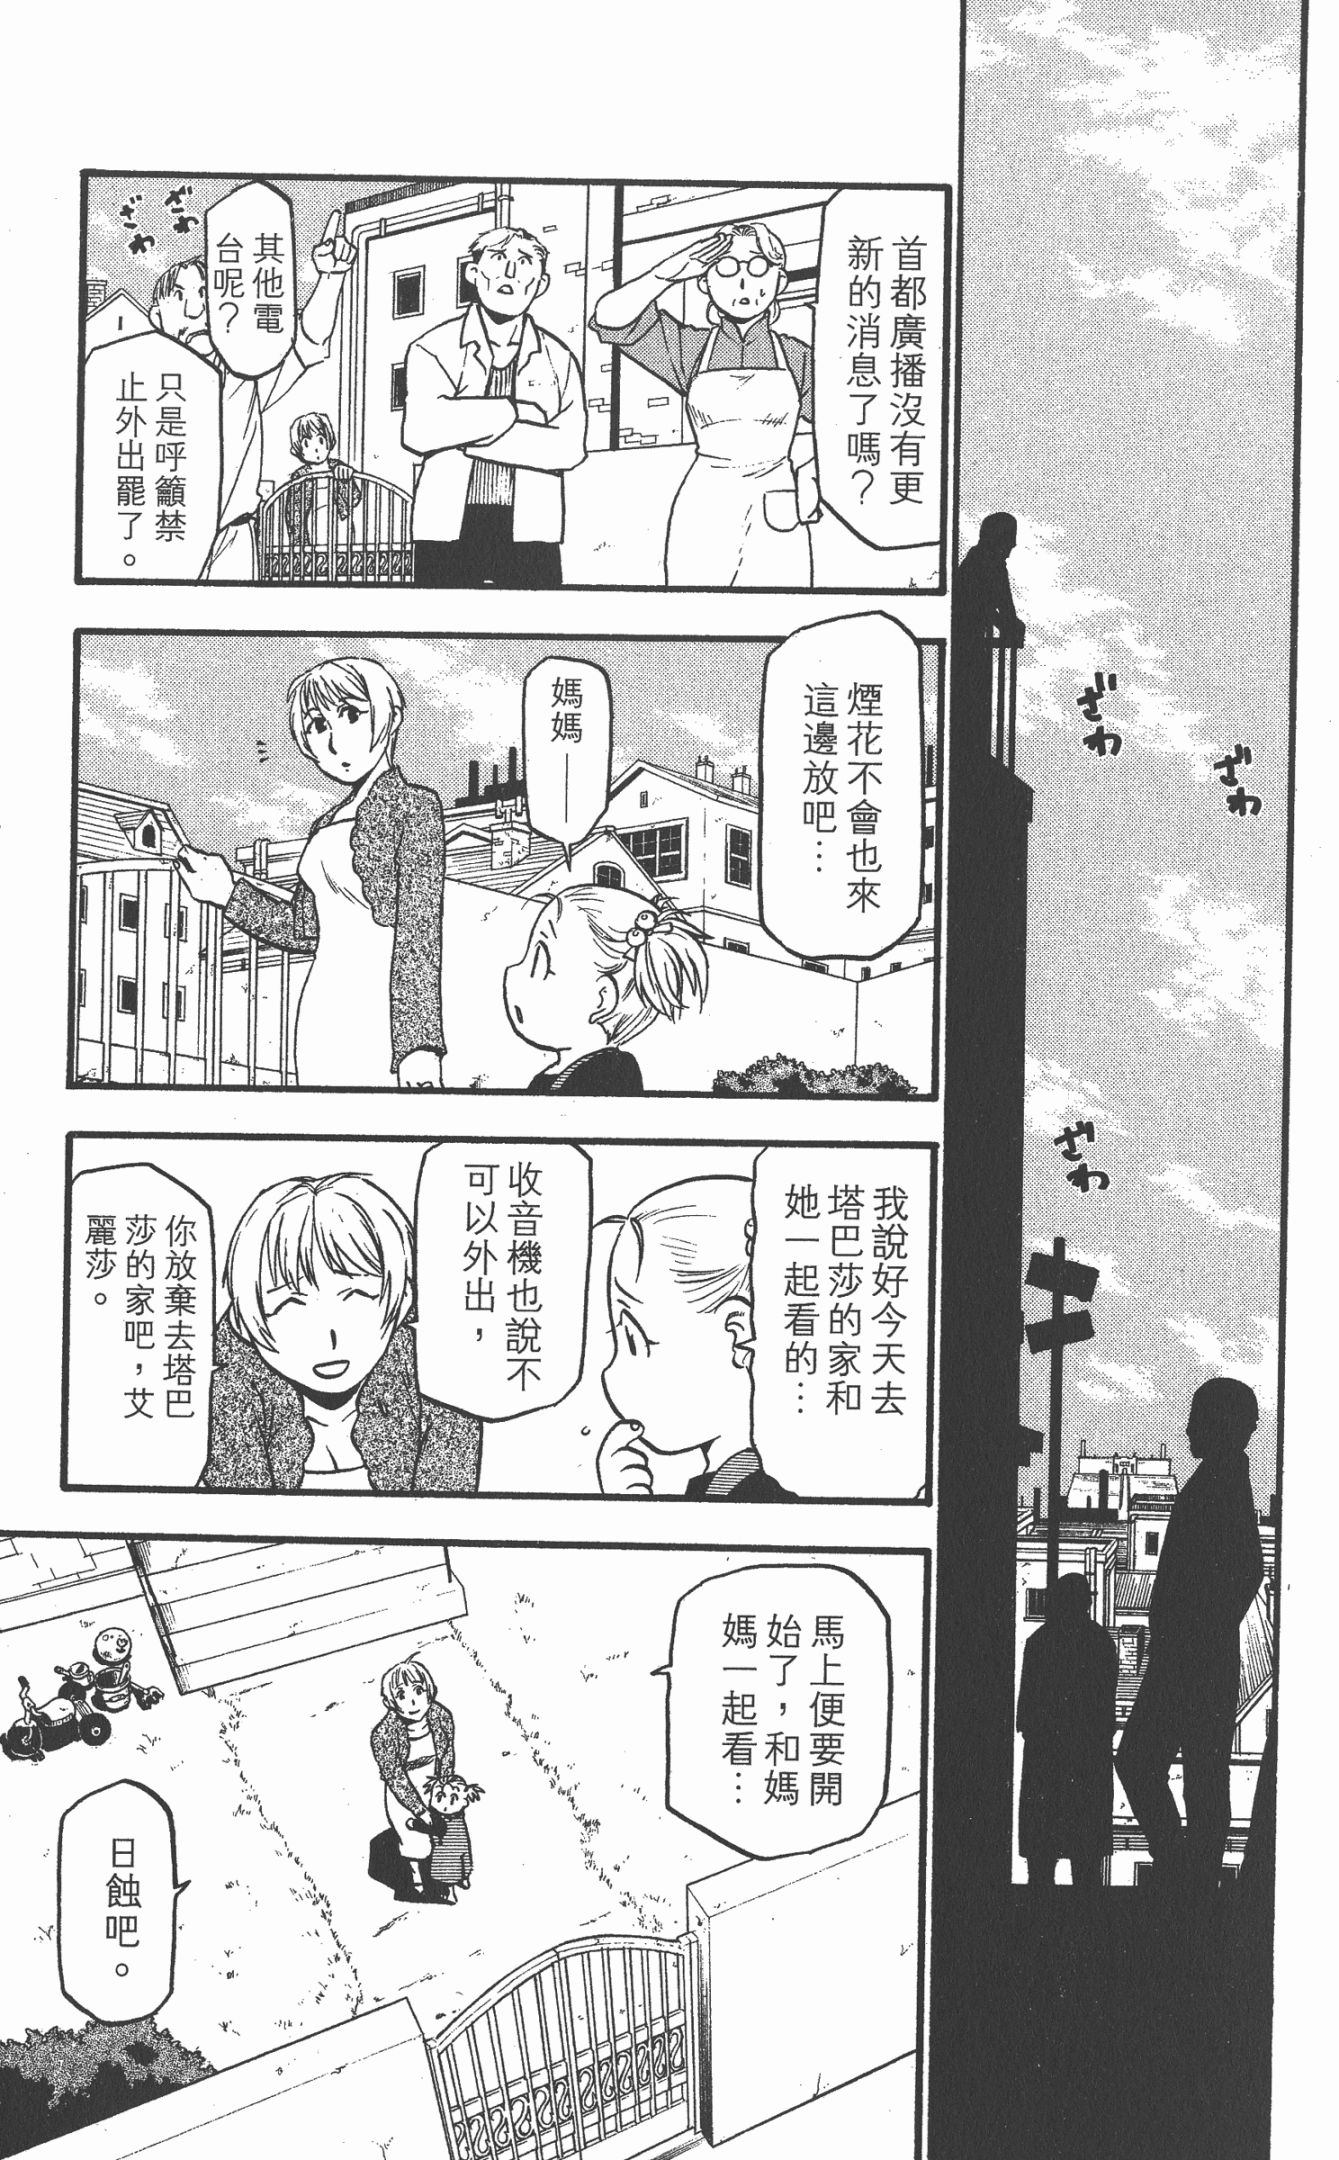 ざわ
ざわ
ざわ
首都廣播沒有更
新的消息了嗎？
其他電
台呢？
只是呼籲禁
止外出罷了。
ざわ
ざわ
煙花不會也來
這邊放吧…
媽媽——
我說好今天去
塔巴莎的家和
她一起看的…
收音機也說不
可以外出，
你放棄去塔巴
莎的家吧，艾
麗莎。
馬上便要開
始了，和媽
媽一起看…
日蝕吧。